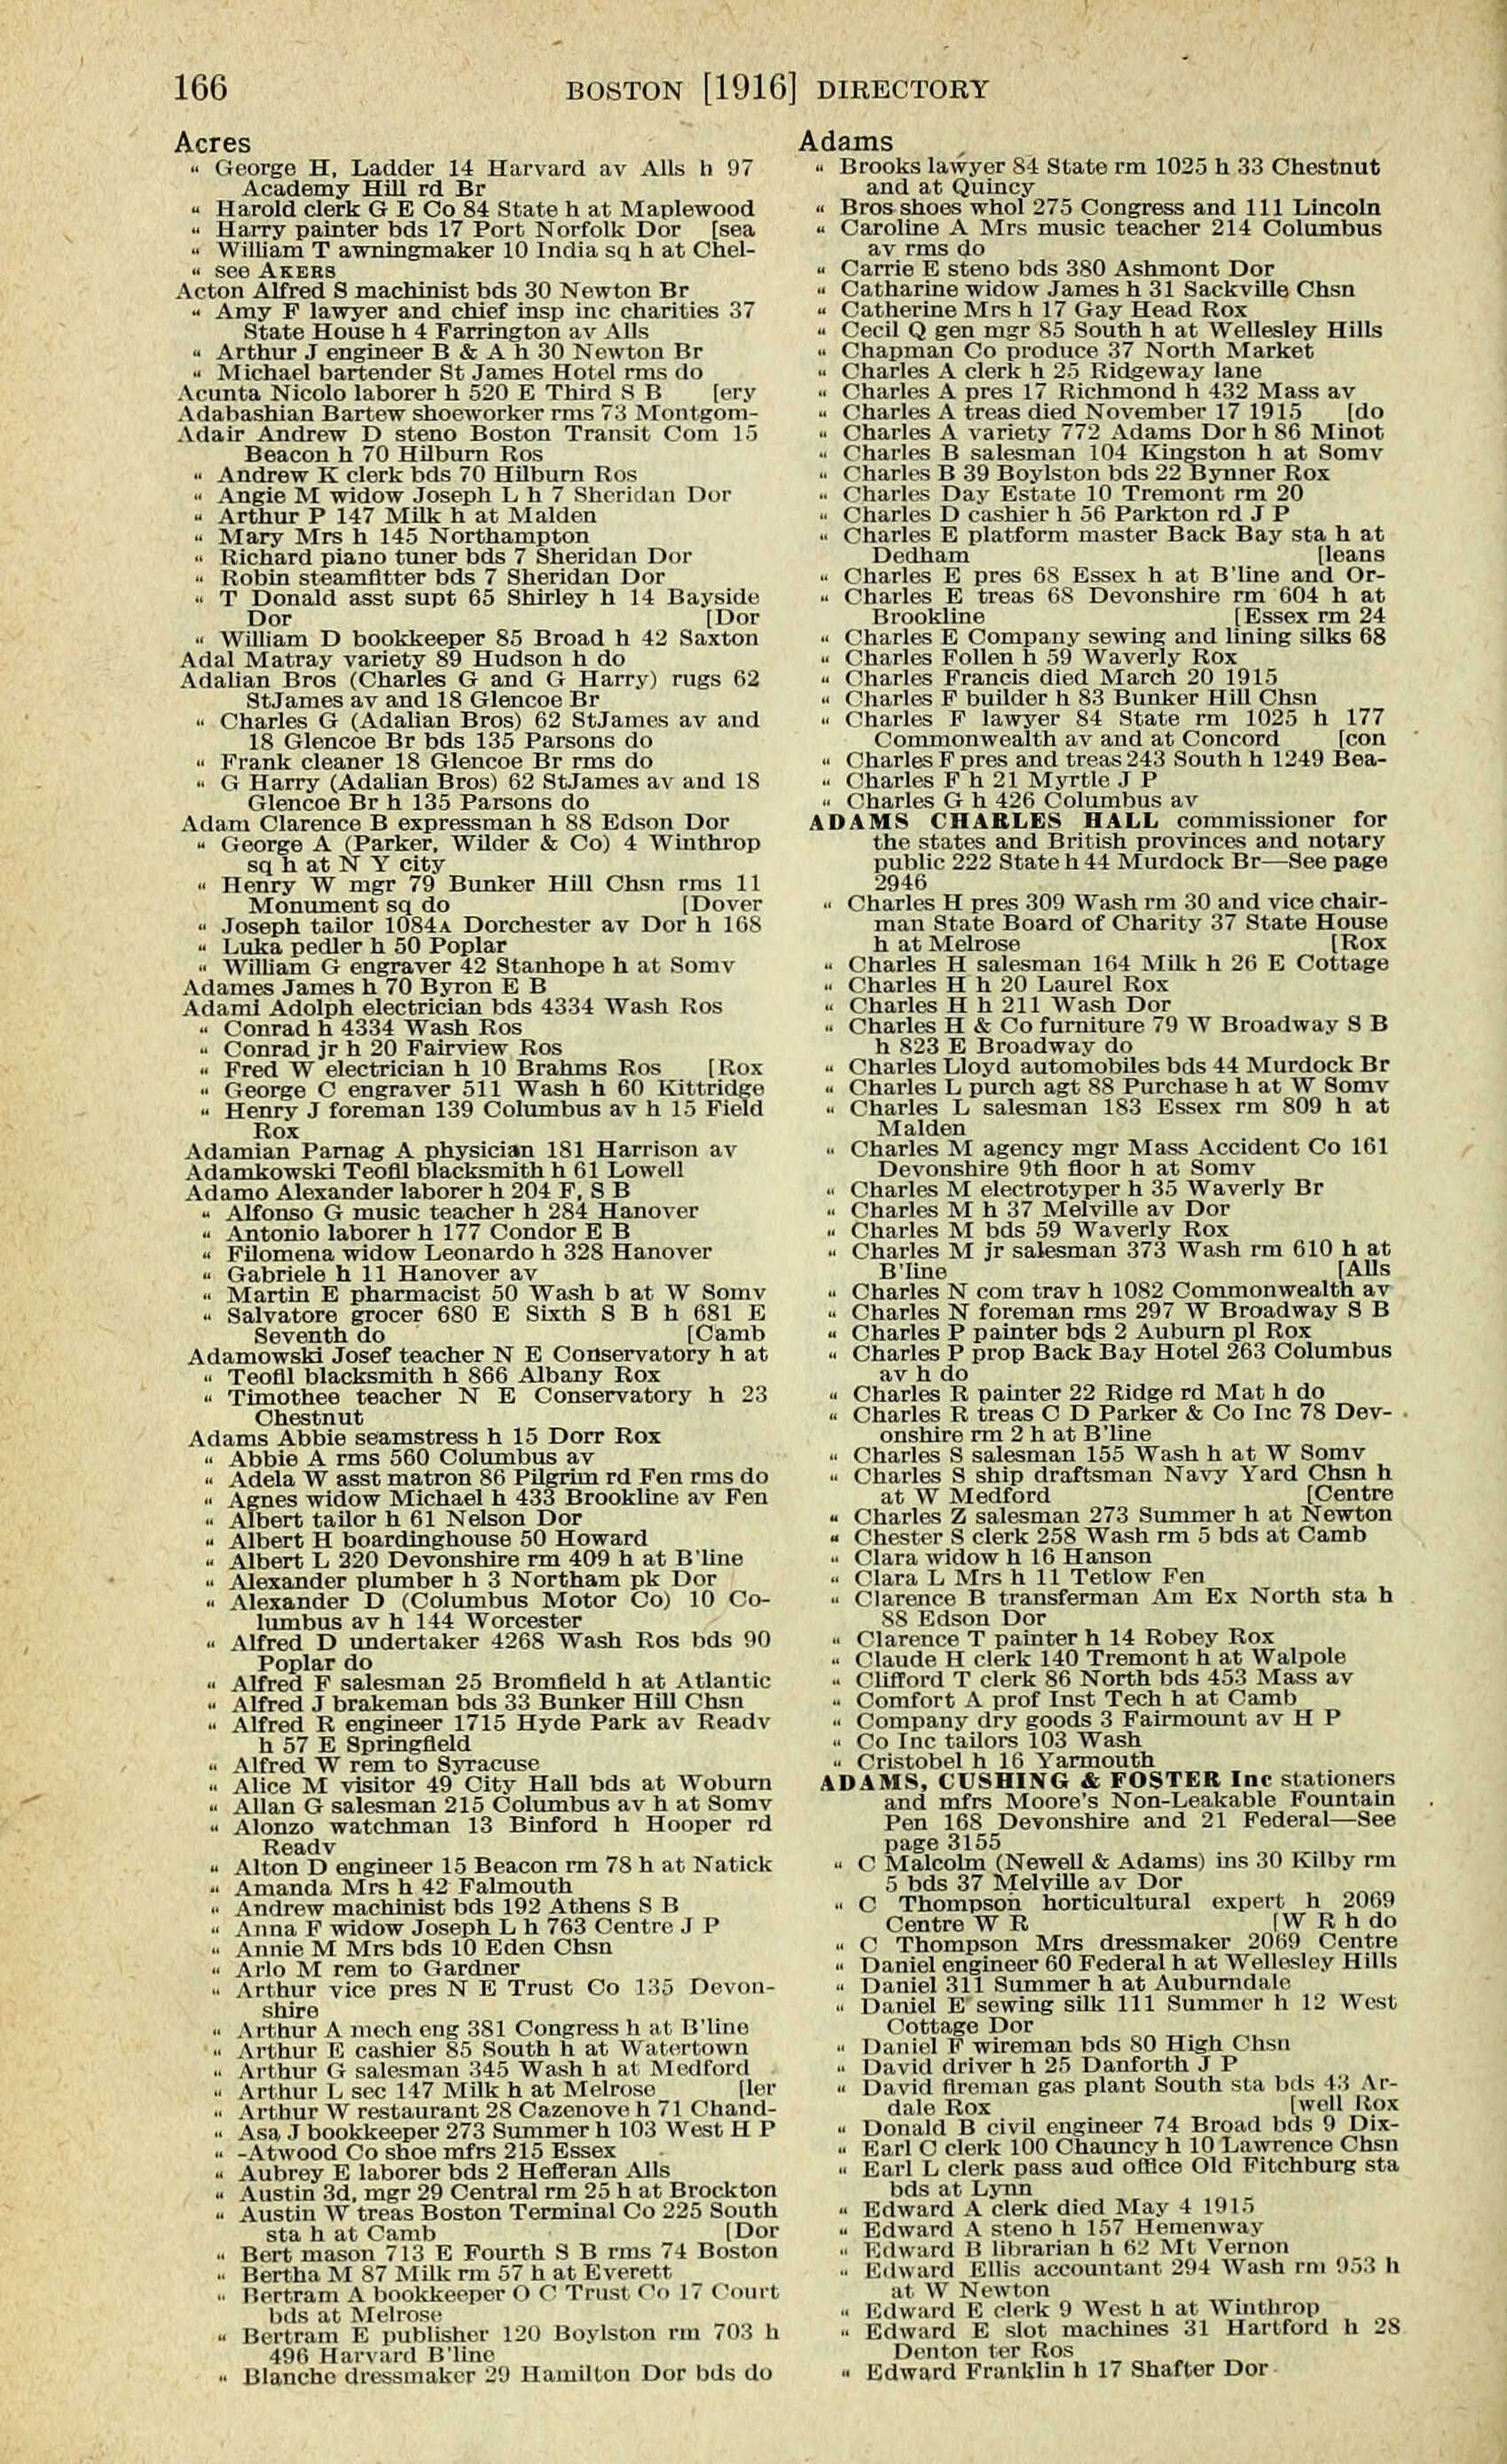 166
BOSTON [1916] DIRECTORY
Acres
" George H, Ladder 14 Harvard av Alls h 97
Academy Hill rd Br
" Harold clerk G E Co 84 State h at Maplewood
" Harry painter bds 17 Port Norfolk Dor [sea
" William T awningmaker 10 India sq h at Chel-
" see AKERS
Acton Alfred S machinist bds 30 Newton Br
" Amy F lawyer and chief insp inc charities 37
State House h 4 Farrington av Alls
" Arthur J engineer B & A h 30 Newton Br
" Michael bartender St James Hotel rms do
Acunta Nicolo laborer h 520 E Third S B [ery
Adabashian Bartew shoeworker rms 73 Montgom-
Adair Andrew D steno Boston Transit Com 15
Beacon h 70 Hilburn Ros
" Andrew K clerk bds 70 Hilburn Ros
" Angie M widow Joseph L h 7 Sheridan Dor
" Arthur P 147 Milk h at Malden
" Mary Mrs h 145 Northampton
" Richard piano tuner bds 7 Sheridan Dor
" Robin steamfitter bds 7 Sheridan Dor
" T Donald asst supt 65 Shirley h 14 Bayside
Dor [Dor
" William D bookkeeper 85 Broad h 42 Saxton
Adal Matray variety 89 Hudson h do
Adalian Bros (Charles G and G Harry) rugs 62
StJames av and 18 Glencoe Br
" Charles G (Adalian Bros) 62 StJames av and
18 Glencoe Br bds 135 Parsons do
" Frank cleaner 18 Glencoe Br rms do
" G Harry (Adalian Bros) 62 StJames av and 18
Glencoe Br h 135 Parsons do
Adam Clarence B expressman h 88 Edson Dor
" George A (Parker, Wilder & Co) 4 Winthrop
sq h at N Y city
" Henry W mgr 79 Bunker Hill Chsn rms 11
Monument sq do [Dover
" Joseph tailor 1084A Dorchester av Dor h 168
" Luka pedler h 50 Poplar
" William G engraver 42 Stanhope h at Somv
Adames James h 70 Byron E B
Adami Adolph electrician bds 4334 Wash Ros
" Conrad h 4334 Wash Ros
" Conrad jr h 20 Fairview Ros
" Fred W electrician h 10 Brahms Ros [Rox
" George C engraver 511 Wash h 60 Kittridge
" Henry J foreman 139 Columbus av h 15 Field
Rox
Adamian Parnag A physician 181 Harrison av
Adamkowski Teofil blacksmith h 61 Lowell
Adamo Alexander laborer h 204 F, S B
" Alfonso G music teacher h 284 Hanover
" Antonio laborer h 177 Condor E B
" Filomena widow Leonardo h 328 Hanover
" Gabriele h 11 Hanover av
" Martin E pharmacist 50 Wash b at W Somv
" Salvatore grocer 680 E Sixth S B h 681 E
Seventh do [Camb
Adamowski Josef teacher N E Conservatory h at
" Teofil blacksmith h 866 Albany Rox
" Timothee teacher N E Conservatory h 23
Chestnut
Adams Abbie seamstress h 15 Dorr Rox
" Abbie A rms 560 Columbus av
" Adela W asst matron 86 Pilgrim rd Fen rms do
" Agnes widow Michael h 433 Brookline av Fen
" Albert tailor h 61 Nelson Dor
" Albert H boardinghouse 50 Howard
" Albert L 220 Devonshire rm 409 h at B'line
" Alexander plumber h 3 Northam pk Dor
" Alexander D (Columbus Motor Co) 10 Co-
lumbus av h 144 Worcester
" Alfred D undertaker 4268 Wash Ros bds 90
Poplar do
" Alfred F salesman 25 Bromfield h at Atlantic
" Alfred J brakeman bds 33 Bunker Hill Chsn
" Alfred R engineer 1715 Hyde Park av Readv
h 57 E Springfield
" Alfred W rem to Syracuse
" Alice M visitor 49 City Hall bds at Woburn
" Allan G salesman 215 Columbus av h at Somv
" Alonzo watchman 13 Binford h Hooper rd
Readv
" Alton D engineer 15 Beacon rm 78 h at Natick
" Amanda Mrs h 42 Falmouth
" Andrew machinist bds 192 Athens S B
" Anna F widow Joseph L h 763 Centre J P
" Annie M Mrs bds 10 Eden Chsn
" Arlo M rem to Gardner
" Arthur vice pres N E Trust Co 135 Devon-
shire
" Arthur A mech eng 381 Congress h at B'line
" Arthur E cashier 85 South h at Watertown
" Arthur G salesman 345 Wash h at Medford
" Arthur L sec 147 Milk h at Melrose [ler
" Arthur W restaurant 28 Cazenove h 71 Chand-
" Asa J bookkeeper 273 Summer h 103 West H P
" -Atwood Co shoe mfrs 215 Essex
" Aubrey E laborer bds 2 Hefferan Alls
" Austin 3d, mgr 29 Central rm 25 h at Brockton
" Austin W treas Boston Terminal Co 225 South
sta h at Camb [Dor
" Bert mason 713 E Fourth S B rms 74 Boston
" Bertha M 87 Milk rm 57 h at Everett
" Bertram A bookkeeper O C Trust Co 17 Court
bds at Melrose
" Bertram E publisher 120 Boylston rm 703 h
496 Harvard B'line
" Blanche dressmaker 29 Hamilton Dor bds do
Adams
" Brooks lawyer 84 State rm 1025 h 33 Chestnut
and at Quincy
" Bros shoes whol 275 Congress and 111 Lincoln
" Caroline A Mrs music teacher 214 Columbus
av rms do
" Carrie E steno bds 380 Ashmont Dor
" Catharine widow James h 31 Sackville Chsn
" Catherine Mrs h 17 Gay Head Rox
" Cecil Q gen mgr 85 South h at Wellesley Hills
" Chapman Co produce 37 North Market
" Charles A clerk h 25 Ridgeway lane
" Charles A pres 17 Richmond h 432 Mass av
" Charles A treas died November 17 1915 [do
" Charles A variety 772 Adams Dor h 86 Minot
" Charles B salesman 104 Kingston h at Somv
" Charles B 39 Boylston bds 22 Bynner Rox
" Charles Day Estate 10 Tremont rm 20
" Charles D cashier h 56 Parkton rd J P
" Charles E platform master Back Bay sta h at
Dedham [leans
" Charles E pres 68 Essex h at B'line and Or-
" Charles E treas 68 Devonshire rm 604 h at
Brookline [Essex rm 24
" Charles E Company sewing and lining silks 68
" Charles Follen h 59 Waverly Rox
" Charles Francis died March 20 1915
" Charles F builder h 83 Bunker Hill Chsn
" Charles F lawyer 84 State rm 1025 h 177
Commonwealth av and at Concord [con
" Charles F pres and treas 243 South h 1249 Bea-
" Charles F h 21 Myrtle J P
" Charles G h 426 Columbus av
ADAMS CHARLES HALL commissioner for
the states and British provinces and notary
public 222 State h 44 Murdock Br—See page
2946
" Charles H pres 309 Wash rm 30 and vice chair-
man State Board of Charity 37 State House
h at Melrose [Rox
" Charles H salesman 164 Milk h 26 E Cottage
" Charles H h 20 Laurel Rox
" Charles H h 211 Wash Dor
" Charles H & Co furniture 79 W Broadway S B
h 823 E Broadway do
" Charles Lloyd automobiles bds 44 Murdock Br
" Charles L purch agt 88 Purchase h at W Somv
" Charles L salesman 183 Essex rm 809 h at
Malden
" Charles M agency mgr Mass Accident Co 161
Devonshire 9th floor h at Somv
" Charles M electrotyper h 35 Waverly Br
" Charles M h 37 Melville av Dor
" Charles M bds 59 Waverly Rox
" Charles M jr salesman 373 Wash rm 610 h at
B'line [Alls
" Charles N com trav h 1082 Commonwealth av
" Charles N foreman rms 297 W Broadway S B
" Charles P painter bds 2 Auburn pl Rox
" Charles P prop Back Bay Hotel 263 Columbus
av h do
" Charles R painter 22 Ridge rd Mat h do
" Charles R treas C D Parker & Co Inc 78 Dev-
onshire rm 2 h at B'line
" Charles S salesman 155 Wash h at W Somv
" Charles S ship draftsman Navy Yard Chsn h
at W Medford [Centre
" Charles Z salesman 273 Summer h at Newton
" Chester S clerk 258 Wash rm 5 bds at Camb
" Clara widow h 16 Hanson
" Clara L Mrs h 11 Tetlow Fen
" Clarence B transferman Am Ex North sta h
88 Edson Dor
" Clarence T painter h 14 Robey Rox
" Claude H clerk 140 Tremont h at Walpole
" Clifford T clerk 86 North bds 453 Mass av
" Comfort A prof Inst Tech h at Camb
" Company dry goods 3 Fairmount av H P
" Co Inc tailors 103 Wash
" Cristobel h 16 Yarmouth
ADAMS, CUSHING & FOSTER Inc stationers
and mfrs Moore's Non-Leakable Fountain
Pen 168 Devonshire and 21 Federal—See
page 3155
" C Malcolm (Newell & Adams) ins 30 Kilby rm
5 bds 37 Melville av Dor
" C Thompson horticultural expert h 2069
Centre W R [W R h do
" C Thompson Mrs dressmaker 2069 Centre
" Daniel engineer 60 Federal h at Wellesley Hills
" Daniel 311 Summer h at Auburndale
" Daniel E sewing silk 111 Summer h 12 West
Cottage Dor
" Daniel F wireman bds 80 High Chsn
" David driver h 25 Danforth J P
" David fireman gas plant South sta bds 43 Ar-
dale Rox [well Rox
" Donald B civil engineer 74 Broad bds 9 Dix-
" Earl C clerk 100 Chauncy h 10 Lawrence Chsn
" Earl L clerk pass aud office Old Fitchburg sta
bds at Lynn
" Edward A clerk died May 4 1915
" Edward A steno h 157 Hemenway
" Edward B librarian h 62 Mt Vernon
" Edward Ellis accountant 294 Wash rm 953 h
at W Newton
" Edward E clerk 9 West h at Winthrop
" Edward E slot machines 31 Hartford h 28
Denton ter Ros
" Edward Franklin h 17 Shafter Dor